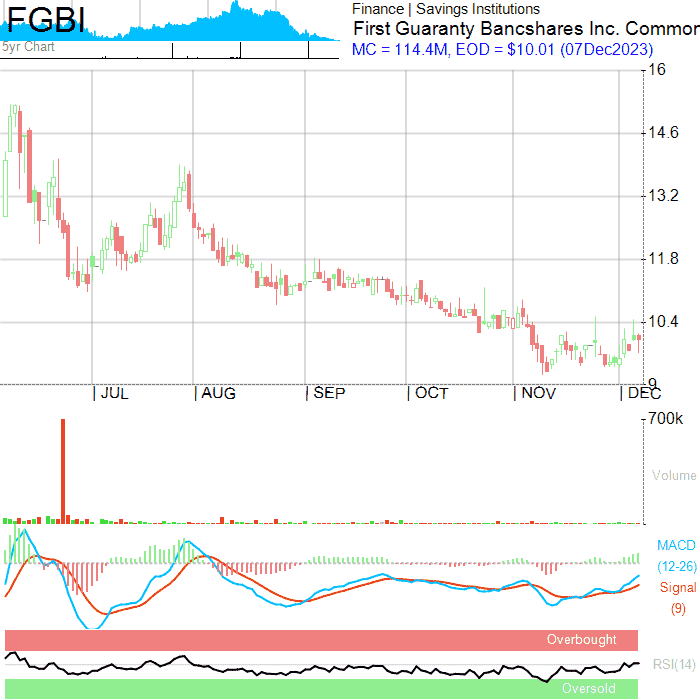 FGBI
5yr Chart
Finance | Savings Institutions
First Guaranty Bancshares Inc. Common
MC = 114.4M, EOD = $10.01 (07Dec2023)
16
14.6
13.2
11.8
10.4
9
JUL
AUG
SEP
OCT
NOV
DEC
700k
Volume
MACD
(12-26)
Signal
(9)
Overbought
RSI(14)
Oversold